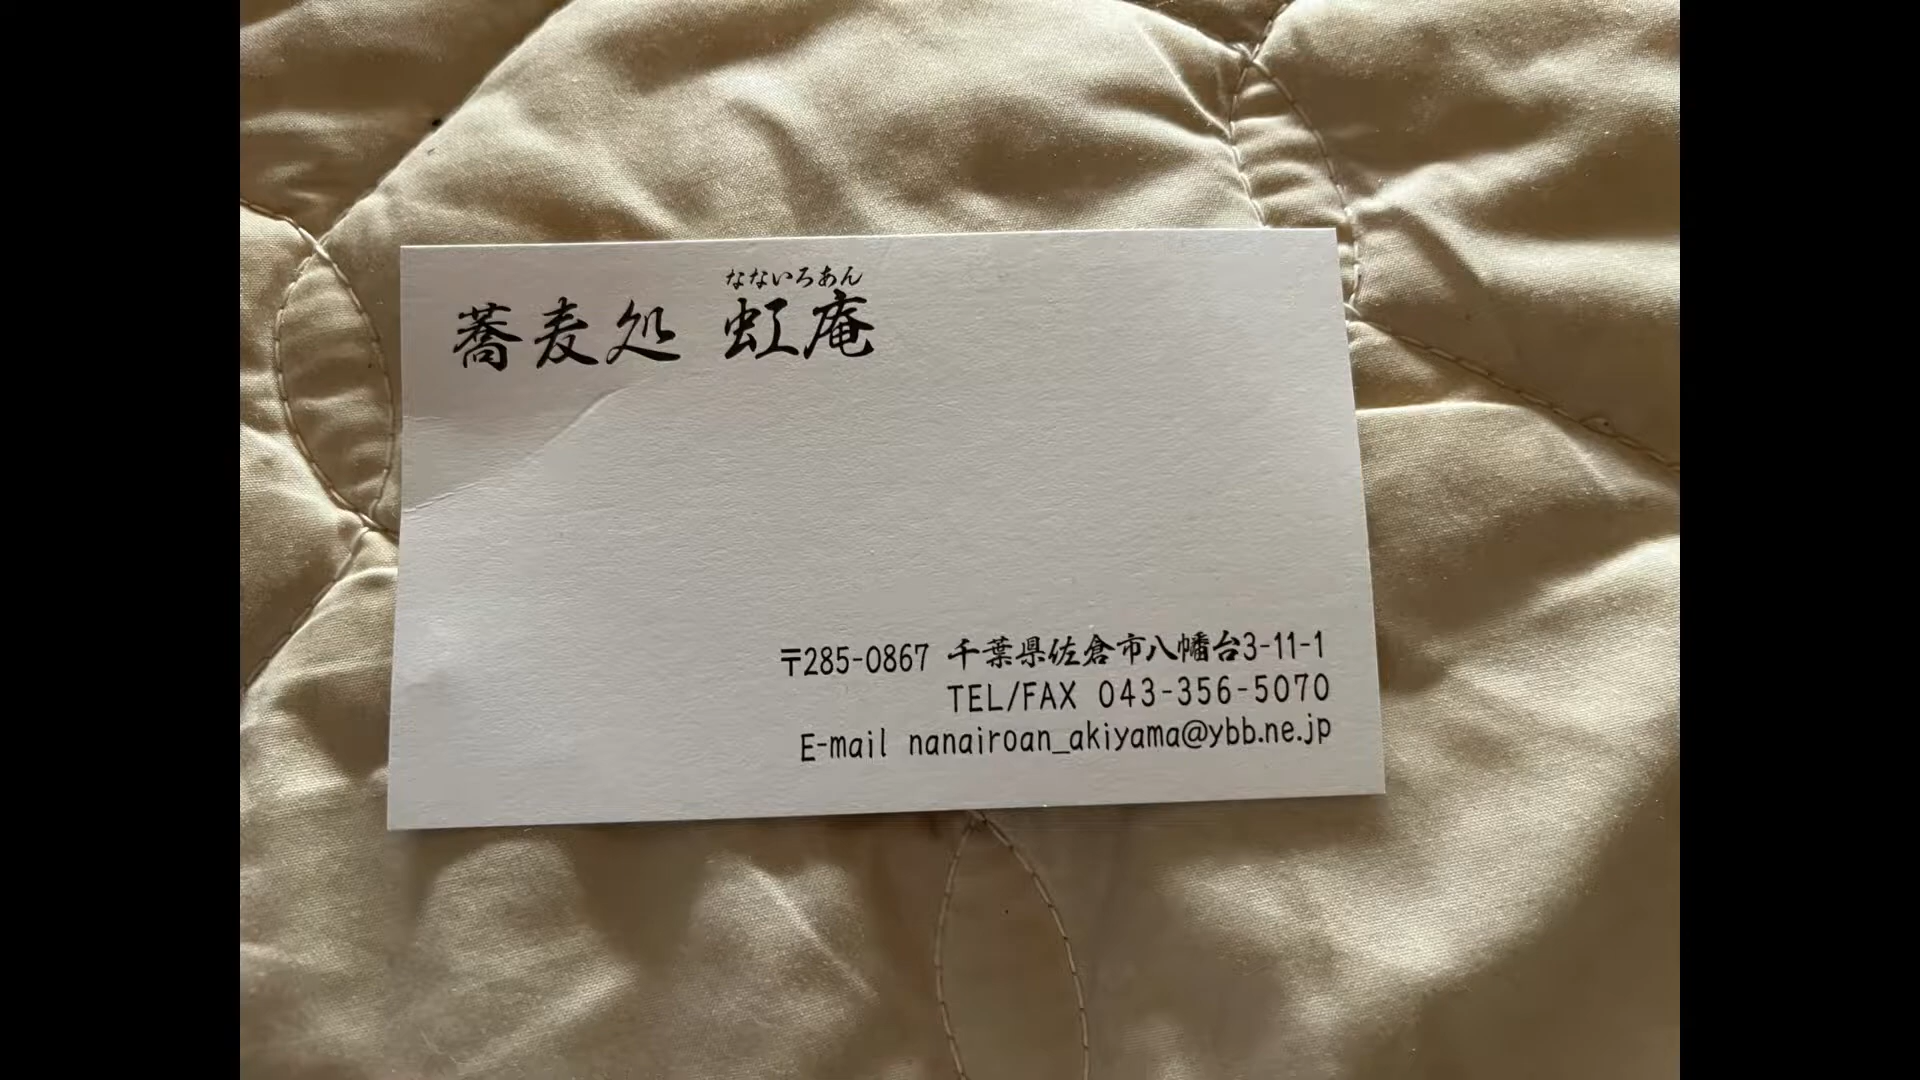 なないろあん
蕎麦処 虹庵
〒285-0867 千葉県佐倉市八幡台3-11-1
TEL/FAX 043-356-5070
E-mail nanairoan_akiyama@ybb.ne.jp